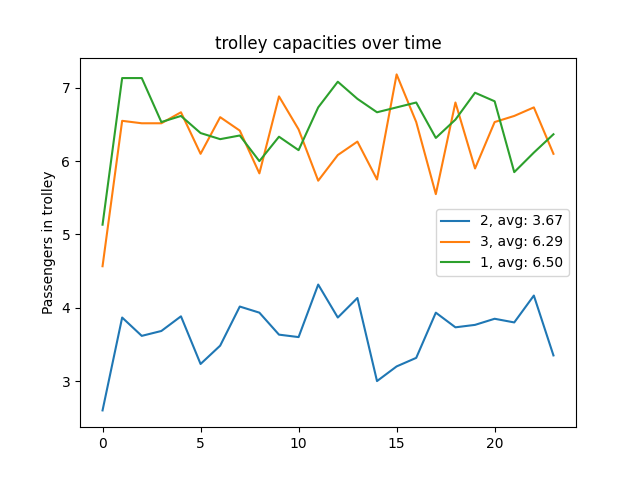 trolley capacities over time
Passengers in trolley
7
6
5
4
3
2, avg: 3.67
3, avg: 6.29
1, avg: 6.50
0
5
10
15
20